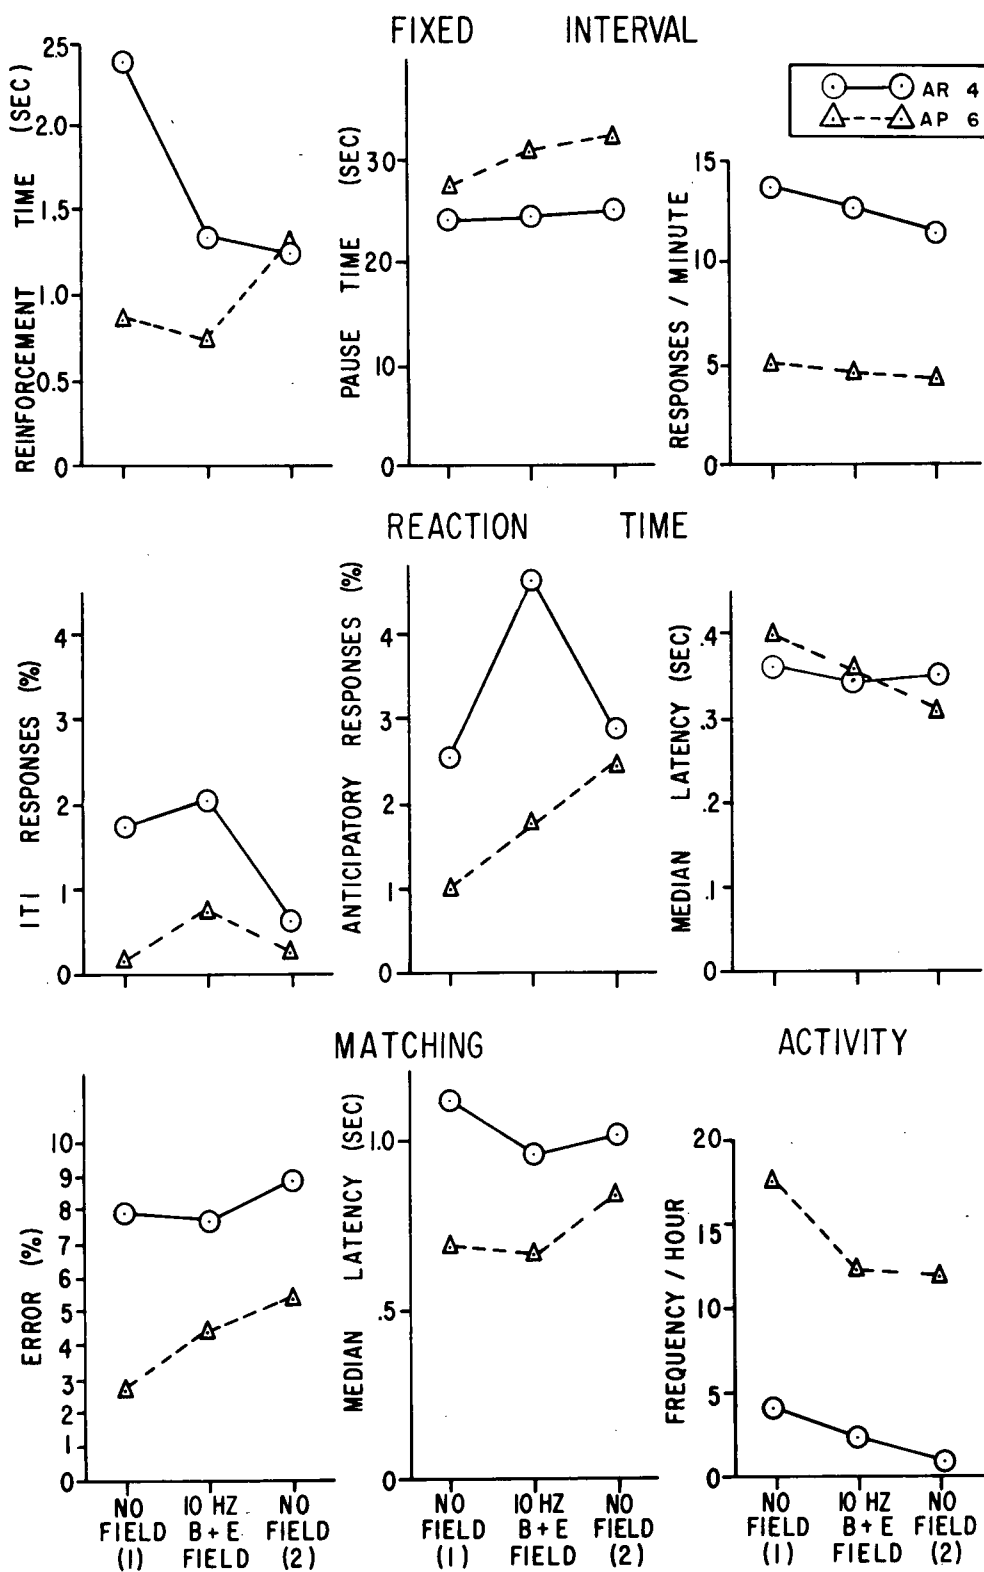 FIXED INTERVAL
AR 4
AP 6
REINFORCEMENT TIME (SEC)
25
2.0
1.5
1.0
0.5
0
PAUSE TIME (SEC)
30
20
10
0
RESPONSES / MINUTE
15
10
5
0
REACTION TIME
ITI RESPONSES (%)
4
3
2
1
0
ANTICIPATORY RESPONSES (%)
4
3
2
1
0
MEDIAN LATENCY (SEC)
.4
.3
.2
.1
0
MATCHING
ACTIVITY
ERROR (%)
10
9
8
7
6
5
4
3
2
1
0
MEDIAN LATENCY (SEC)
1.0
.5
0
FREQUENCY / HOUR
20
15
10
5
0
NO FIELD (1)
10 HZ B + E FIELD
NO FIELD (2)
NO FIELD (1)
10 HZ B + E FIELD
NO FIELD (2)
NO FIELD (1)
10 HZ B + E FIELD
NO FIELD (2)